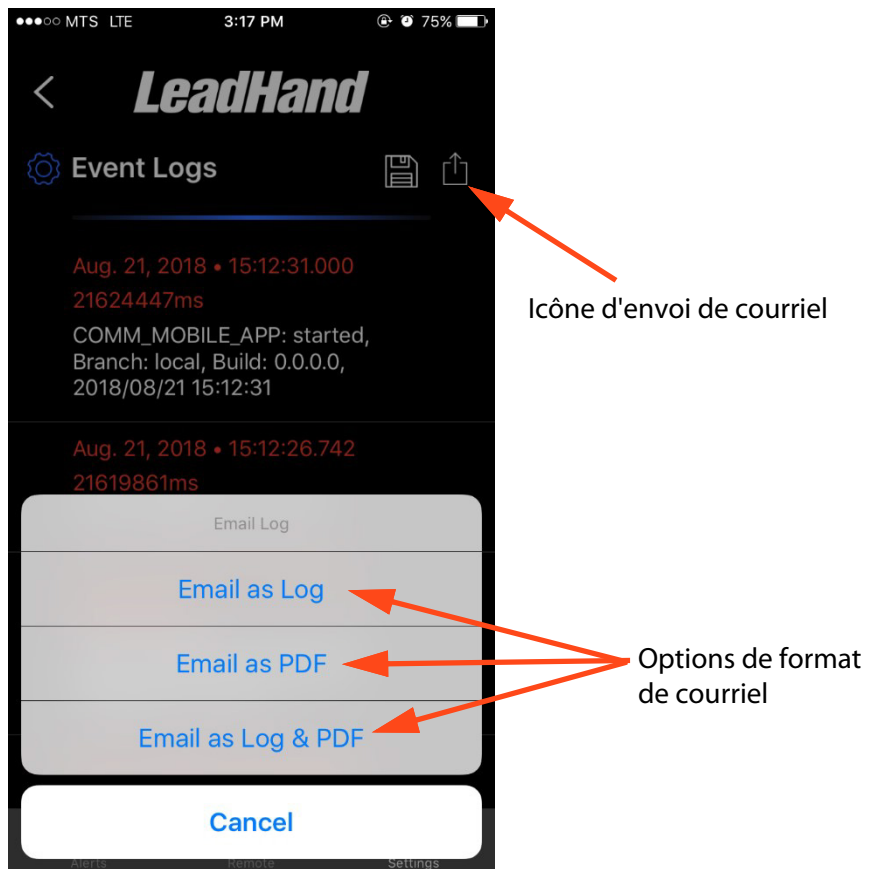 MTS LTE 3:17 PM 75%
LeadHand
Event Logs
Aug. 21, 2018 • 15:12:31.000
21624447ms
COMM_MOBILE_APP: started,
Branch: local, Build: 0.0.0.0,
2018/08/21 15:12:31
Icône d'envoi de courriel
Aug. 21, 2018 • 15:12:26.742
21619861ms
Email Log
Email as Log
Email as PDF
Email as Log & PDF
Options de format
de courriel
Cancel
Alerts Remote Settings